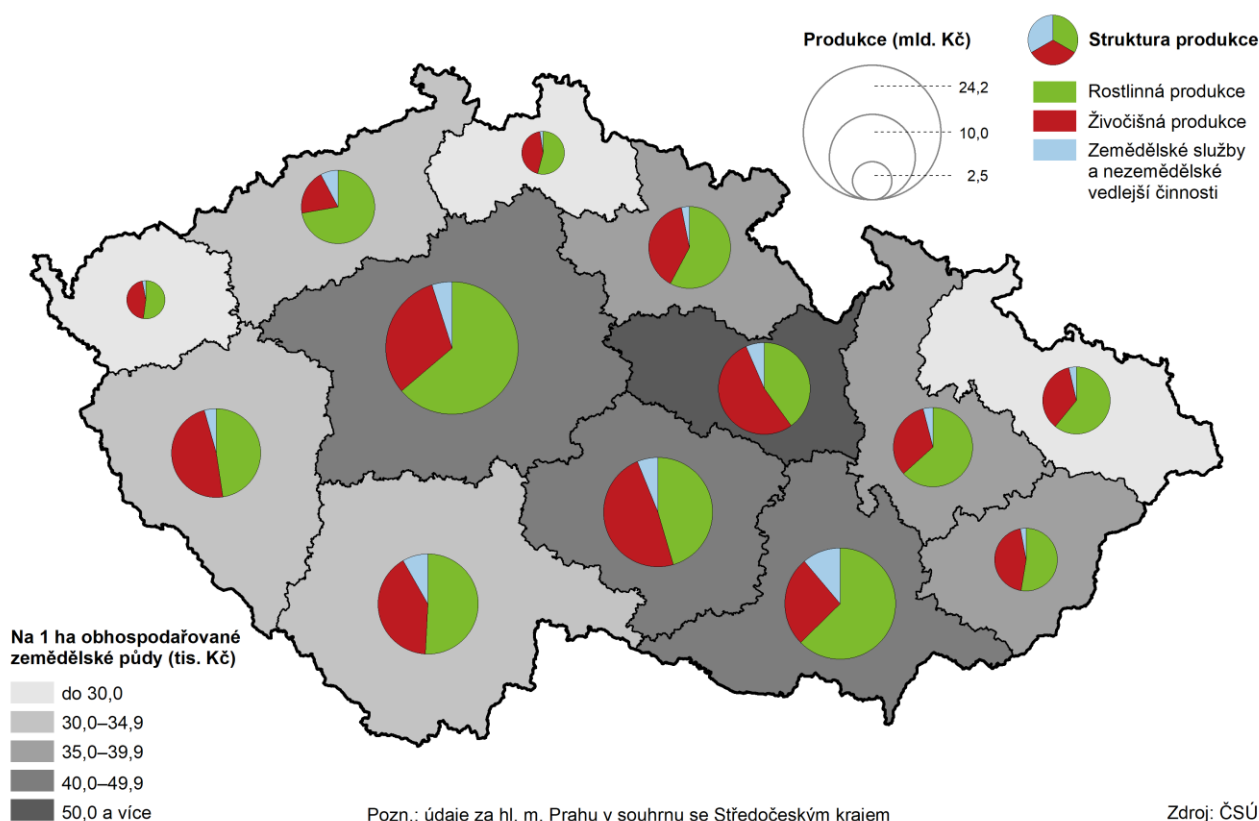 Produkce (mld. Kč)
24,2
10,0
2,5
Struktura produkce
Rostlinná produkce
Živočišná produkce
Zemědělské služby
a nezemědělské
vedlejší činnosti
Na 1 ha obhospodařované
zemědělské půdy (tis. Kč)
do 30,0
30,0–34,9
35,0–39,9
40,0–49,9
50,0 a více
Pozn.: údaje za hl. m. Prahu v souhrnu se Středočeským krajem
Zdroj: ČSÚ